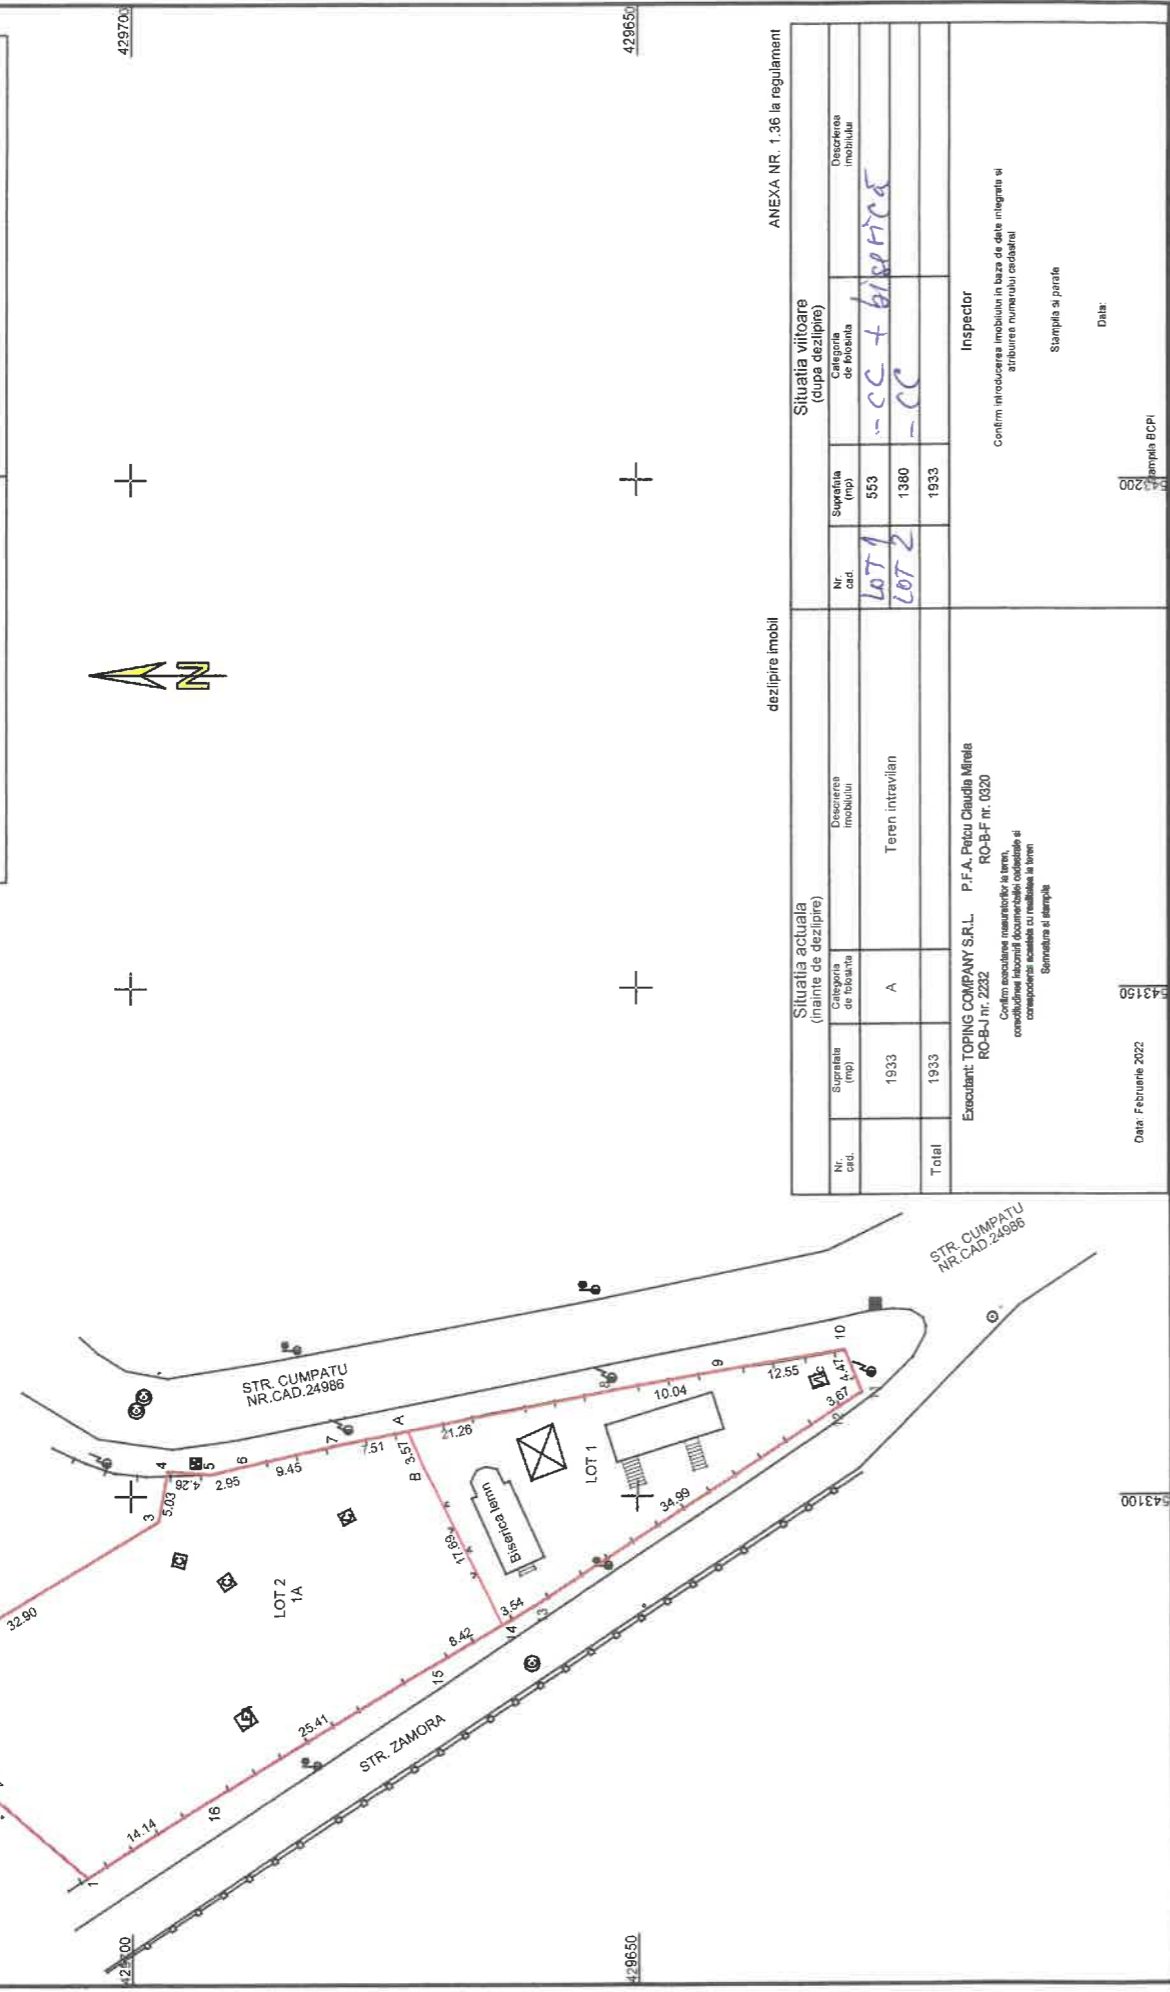 429700
429650
STR. CUMPATU
NR.CAD.24986
STR. CUMPATU
NR.CAD.24986
STR. ZAMORA
LOT 2
1A
LOT 1
Biserica lemn
32.90
5.03
4.26
2.95
9.45
7.51
3.57
21.26
10.04
12.55
4.47
3.67
34.99
3.54
17.69
8.42
25.41
14.14
1
3
4
5
6
7
A
B
8
9
10
11
12
13
14
15
16
N
429650
543100
543150
543200
ANEXA NR. 1.36 la regulament
dezlipire imobil
Situatia actuala
(inainte de dezlipire)
Situatia viitoare
(dupa dezlipire)
Nr. cad.
Suprafata (mp)
Categoria de folosinta
Descrierea imobilului
Nr. cad.
Suprafata (mp)
Categoria de folosinta
Descrierea imobilului
1933
A
Teren intravilan
LOT 1
553
- CC + biserică
LOT 2
1380
- CC
Total
1933
1933
Executant: TOPING COMPANY S.R.L.
RO-B-J nr. 2232
P.F.A. Petcu Claudia Mirela
RO-B-F nr. 0320
Confirm executarea masuratorilor la teren,
corectitudinea intocmirii documentatiei cadastrale si
corespondenta acesteia cu realitatea la teren
Semnatura si stampila
Data: Februarie 2022
Inspector
Confirm introducerea imobilului in baza de date integrata si
atribuirea numarului cadastral
Stampila si parafa
Data:
tampila BCPI